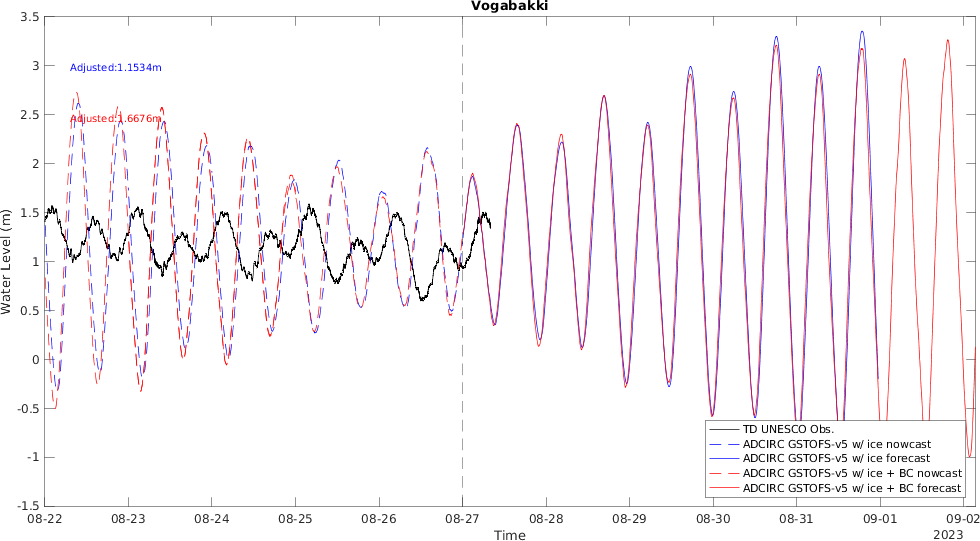 Vogabakki
3.5
3
2.5
2
1.5
1
0.5
0
-0.5
-1
-1.5
Water Level (m)
Adjusted:1.1534m
Adjusted:1.6676m
TD UNESCO Obs.
ADCIRC GSTOFS-v5 w/ ice nowcast
ADCIRC GSTOFS-v5 w/ ice forecast
ADCIRC GSTOFS-v5 w/ ice + BC nowcast
ADCIRC GSTOFS-v5 w/ ice + BC forecast
08-22 08-23 08-24 08-25 08-26 08-27 08-28 08-29 08-30 08-31 09-01 09-02
Time 2023